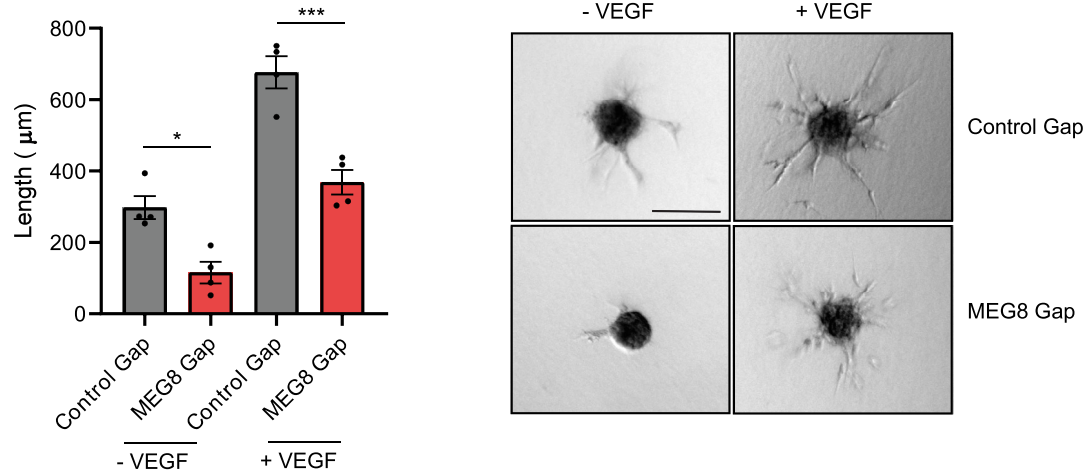 ***
- VEGF
+ VEGF
800
600
400
200
0
Length ( μm)
*
Control Gap
MEG8 Gap
Control Gap
MEG8 Gap
- VEGF
+ VEGF
Control Gap
MEG8 Gap